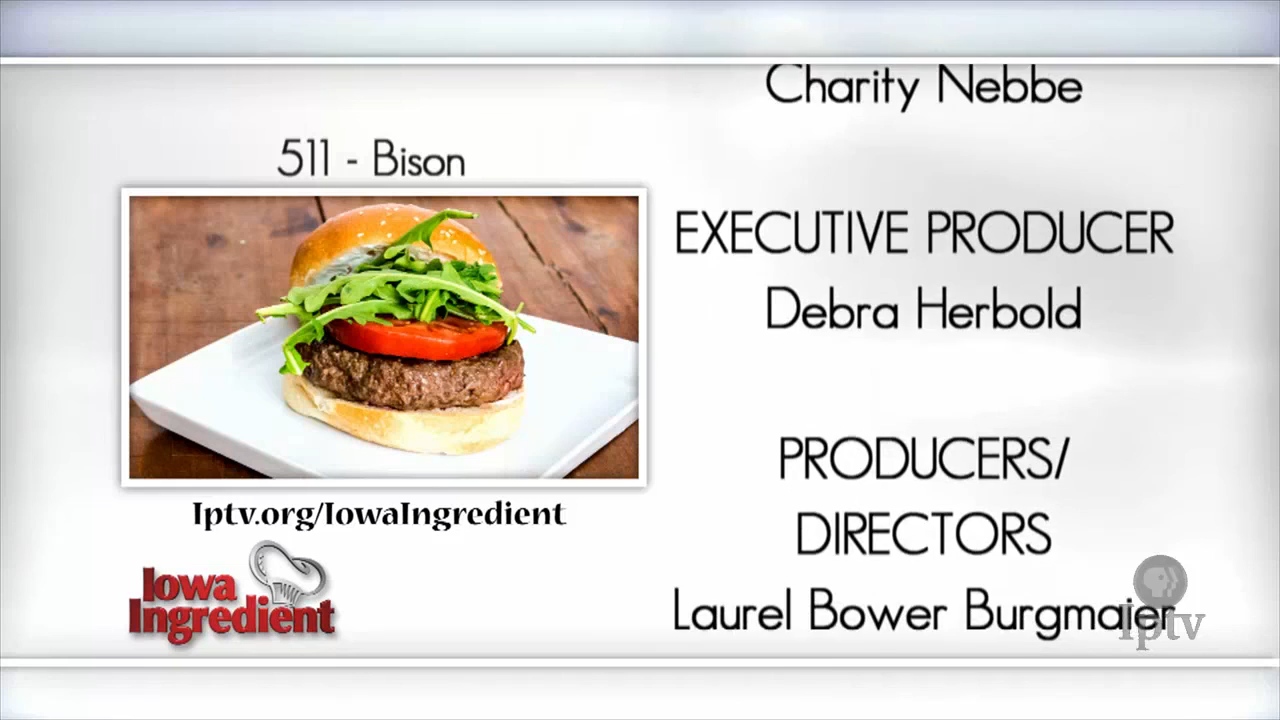 511 - Bison
Iptv.org/IowaIngredient
Iowa
Ingredient
Charity Nebbe
EXECUTIVE PRODUCER
Debra Herbold
PRODUCERS/
DIRECTORS
Laurel Bower Burgmaier
Iptv